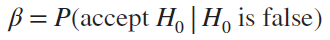 β = P(accept H₀ | H₀ is false)